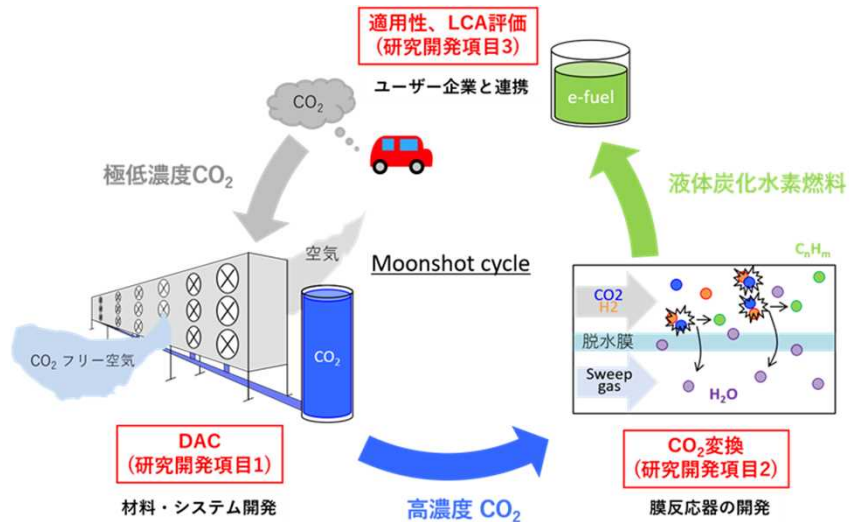 適用性、LCA評価
(研究開発項目3)
ユーザー企業と連携
CO₂
e-fuel
極低濃度CO₂
液体炭化水素燃料
空気
Moonshot cycle
CₙHₘ
CO2
H2
脱水膜
Sweep
gas
H₂O
CO₂ フリー空気
CO₂
DAC
(研究開発項目1)
材料・システム開発
高濃度 CO₂
CO₂変換
(研究開発項目2)
膜反応器の開発